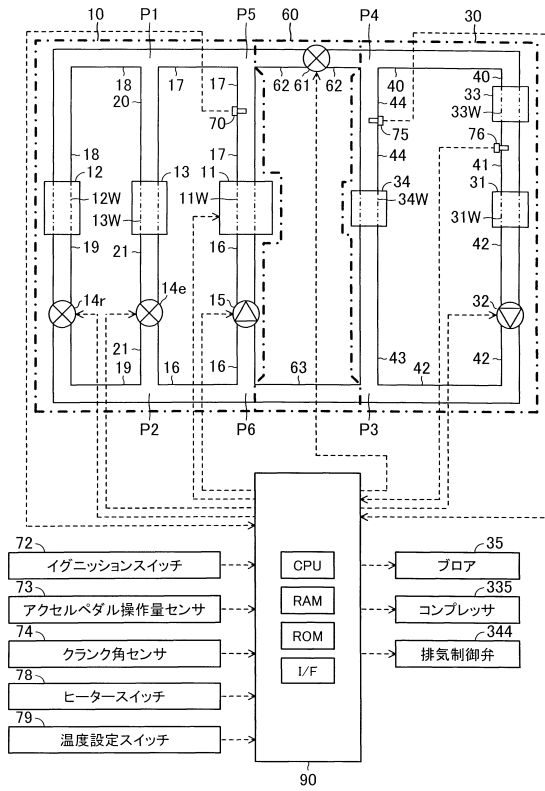 10 P1 P5 60 P4 30
18 17 17 62 61 62 40 40
20 44 33
70 33W
75 76
18 17 44 41
12 13 11 34 31
12W 11W 34W
13W 31W
19 21 16 42
14r 14e 15 32
21 16 43 42
19 16 63 42
P2 P6 P3
72 イグニッションスイッチ
73 アクセルペダル操作量センサ
74 クランク角センサ
78 ヒータースイッチ
79 温度設定スイッチ
CPU
RAM
ROM
I/F
90
35 ブロア
335 コンプレッサ
344 排気制御弁